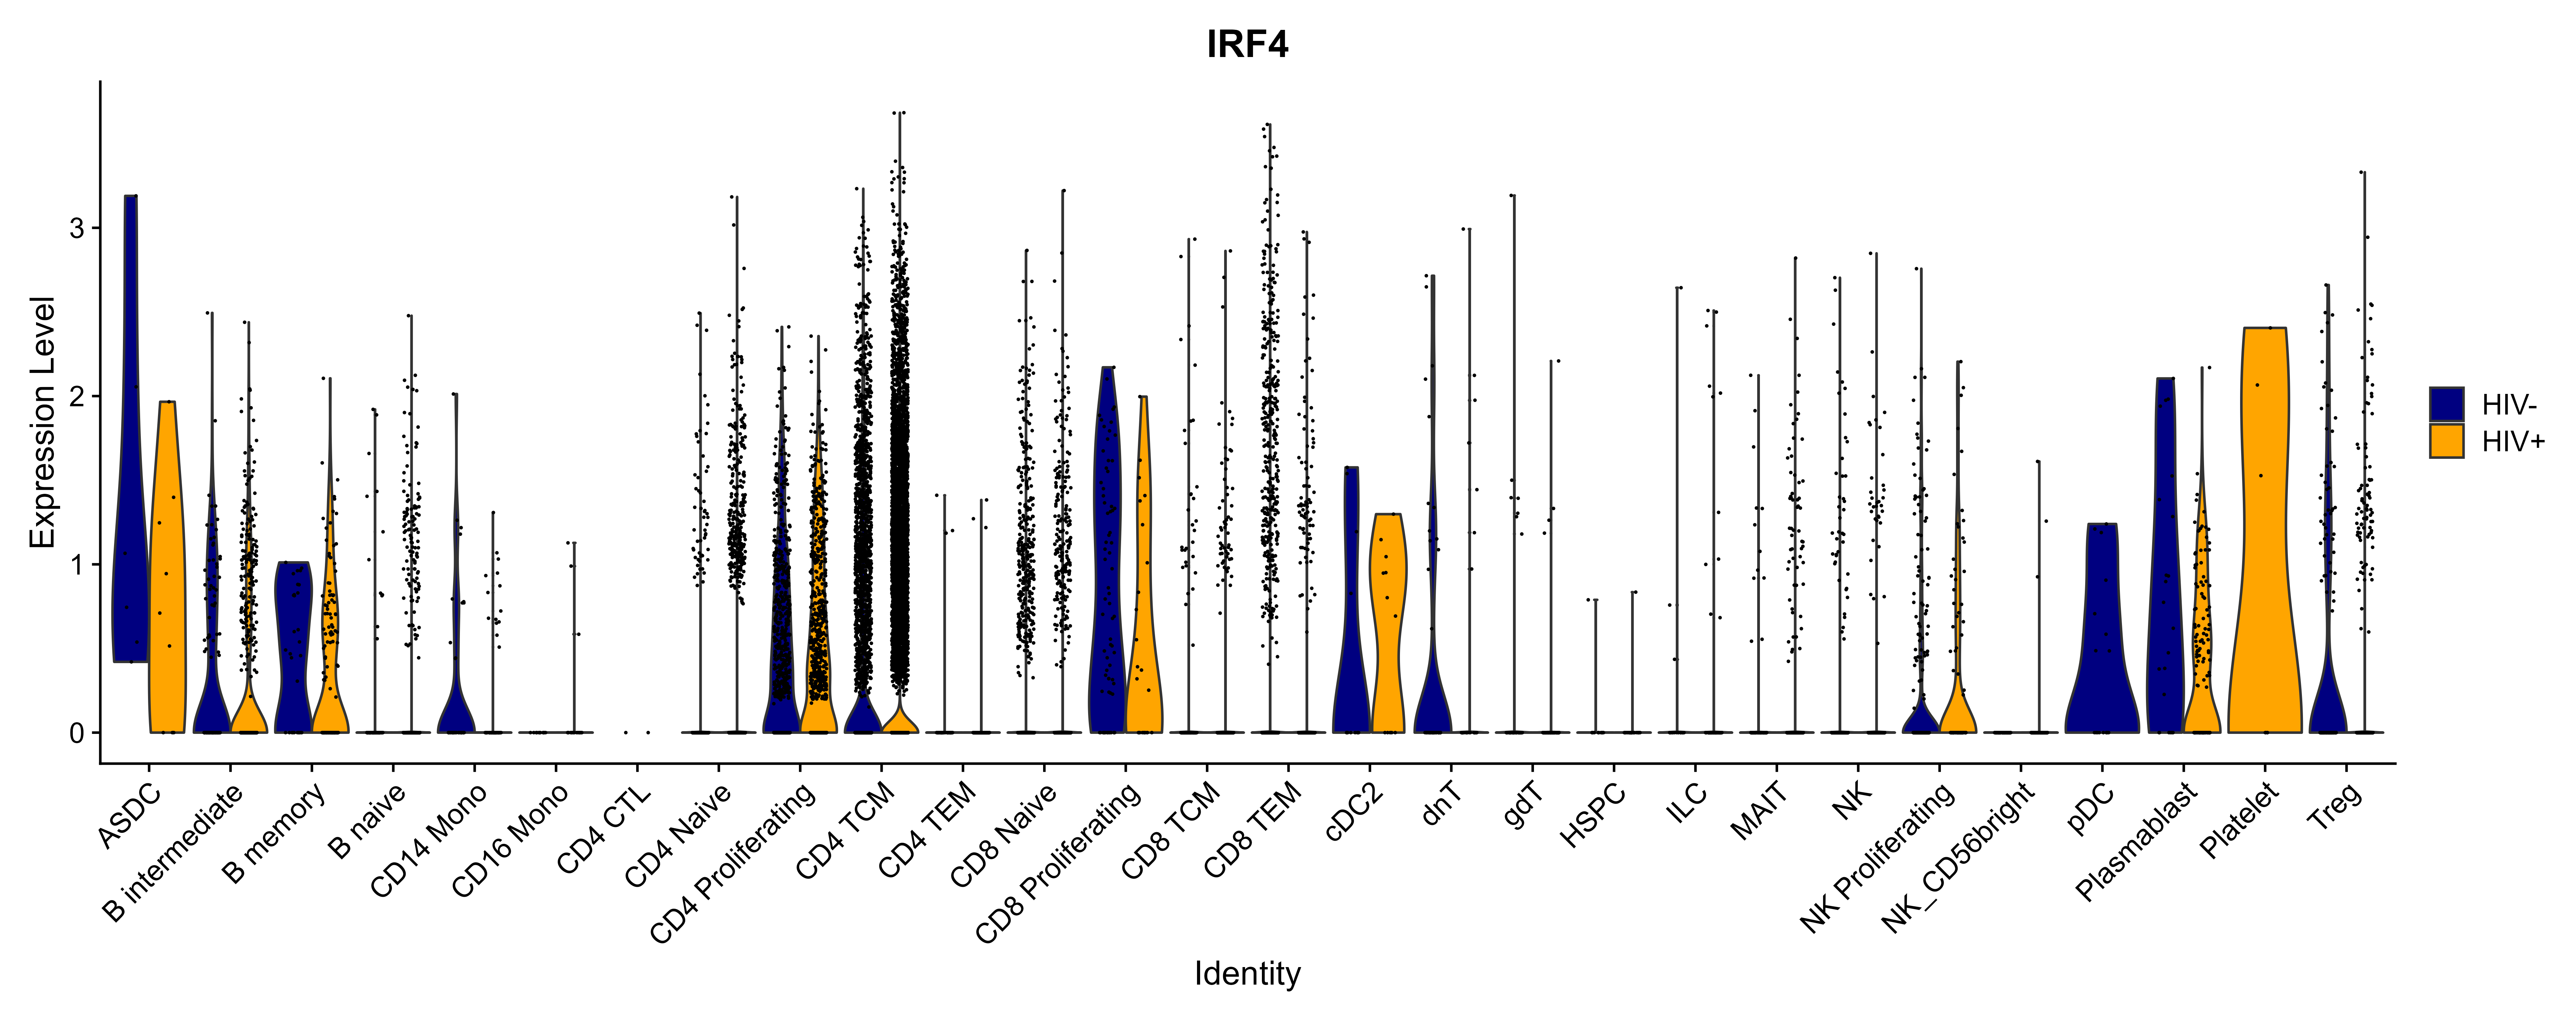 IRF4
Expression Level
3
2
1
0
ASDC
B intermediate
B memory
B naive
CD14 Mono
CD16 Mono
CD4 CTL
CD4 Naive
CD4 Proliferating
CD4 TCM
CD4 TEM
CD8 Naive
CD8 Proliferating
CD8 TCM
CD8 TEM
cDC2
dnT
gdT
HSPC
ILC
MAIT
NK
NK Proliferating
NK_CD56bright
pDC
Plasmablast
Platelet
Treg
Identity
HIV-
HIV+